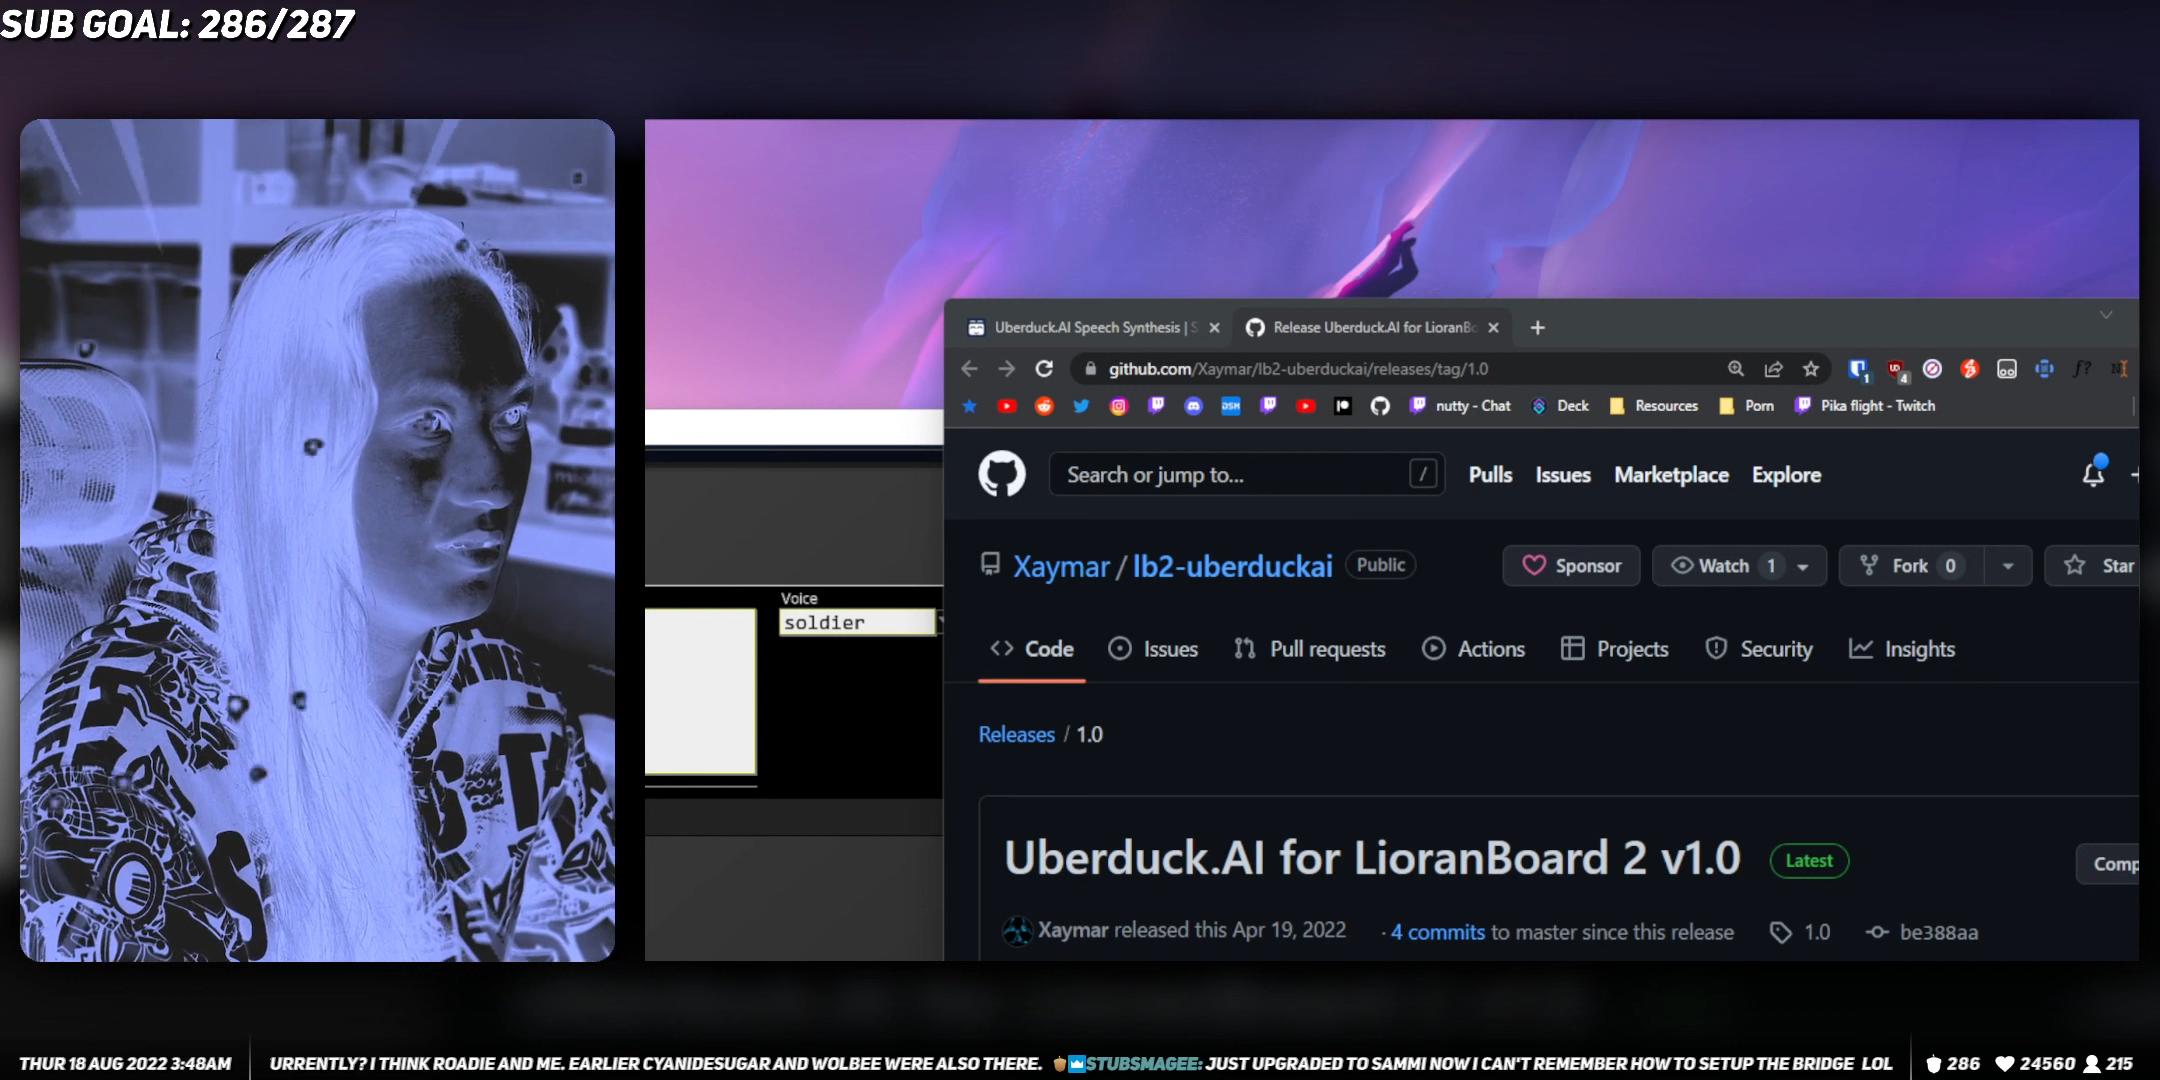 SUB GOAL: 286/287
Uberduck.AI Speech Synthesis | S
Release Uberduck.AI for LioranBo
github.com/Xaymar/lb2-uberduckai/releases/tag/1.0
1
4
f?
DSM
nutty - Chat
Deck
Resources
Porn
Pika flight - Twitch
Search or jump to... /
Pulls Issues Marketplace Explore
Xaymar / lb2-uberduckai Public
Sponsor
Watch 1
Fork 0
Star
Voice
soldier
Code Issues Pull requests Actions Projects Security Insights
Releases / 1.0
Uberduck.AI for LioranBoard 2 v1.0 Latest
Comp
Xaymar released this Apr 19, 2022 · 4 commits to master since this release 1.0 be388aa
THUR 18 AUG 2022 3:48AM
URRENTLY? I THINK ROADIE AND ME. EARLIER CYANIDESUGAR AND WOLBEE WERE ALSO THERE. STUBSMAGEE: JUST UPGRADED TO SAMMI NOW I CAN'T REMEMBER HOW TO SETUP THE BRIDGE LOL
286 24560 215